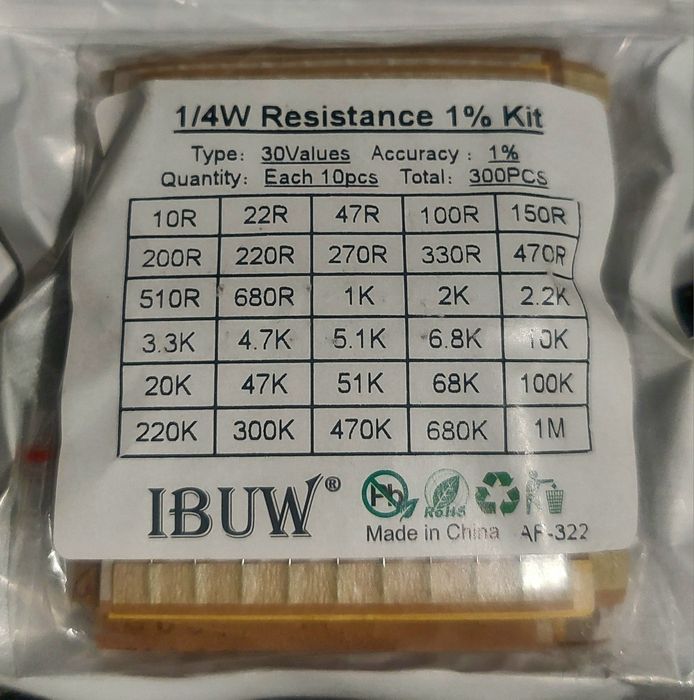 1/4W Resistance 1% Kit
Type: 30Values Accuracy : 1%
Quantity: Each 10pcs Total: 300PCS
10R 22R 47R 100R 150R
200R 220R 270R 330R 470R
510R 680R 1K 2K 2.2K
3.3K 4.7K 5.1K 6.8K 10K
20K 47K 51K 68K 100K
220K 300K 470K 680K 1M
IBUW® Pb RoHS
Made in China AF-322